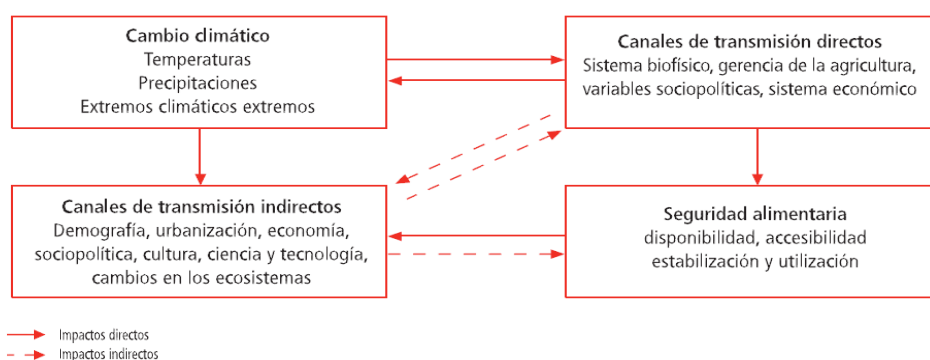 Cambio climático
Temperaturas
Precipitaciones
Extremos climáticos extremos
Canales de transmisión directos
Sistema biofísico, gerencia de la agricultura,
variables sociopolíticas, sistema económico
Canales de transmisión indirectos
Demografía, urbanización, economía,
sociopolítica, cultura, ciencia y tecnología,
cambios en los ecosistemas
Seguridad alimentaria
disponibilidad, accesibilidad
estabilización y utilización
Impactos directos
Impactos indirectos